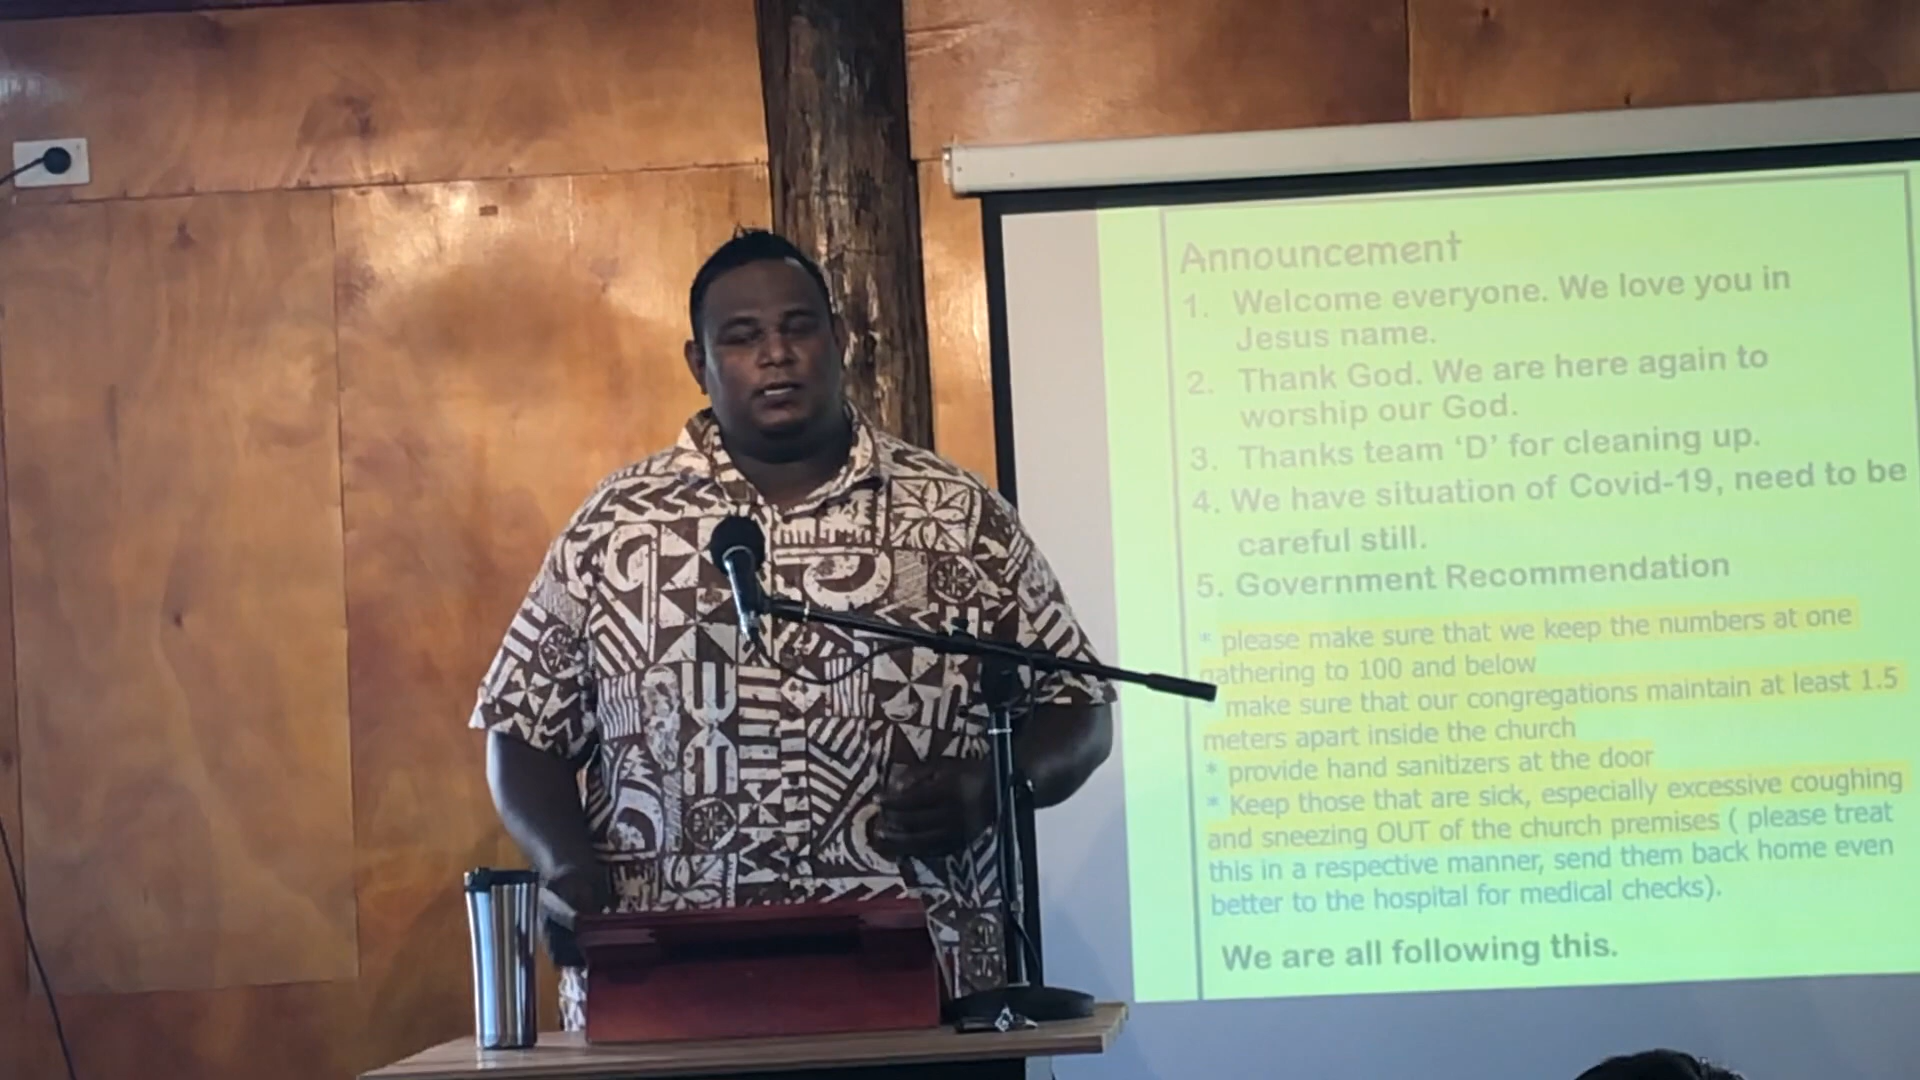 Announcement
1. Welcome everyone. We love you in
Jesus name.
2. Thank God. We are here again to
worship our God.
3. Thanks team ‘D’ for cleaning up.
4. We have situation of Covid-19, need to be
careful still.
5. Government Recommendation
* please make sure that we keep the numbers at one
gathering to 100 and below
make sure that our congregations maintain at least 1.5
meters apart inside the church
* provide hand sanitizers at the door
* Keep those that are sick, especially excessive coughing
and sneezing OUT of the church premises ( please treat
this in a respective manner, send them back home even
better to the hospital for medical checks).
We are all following this.